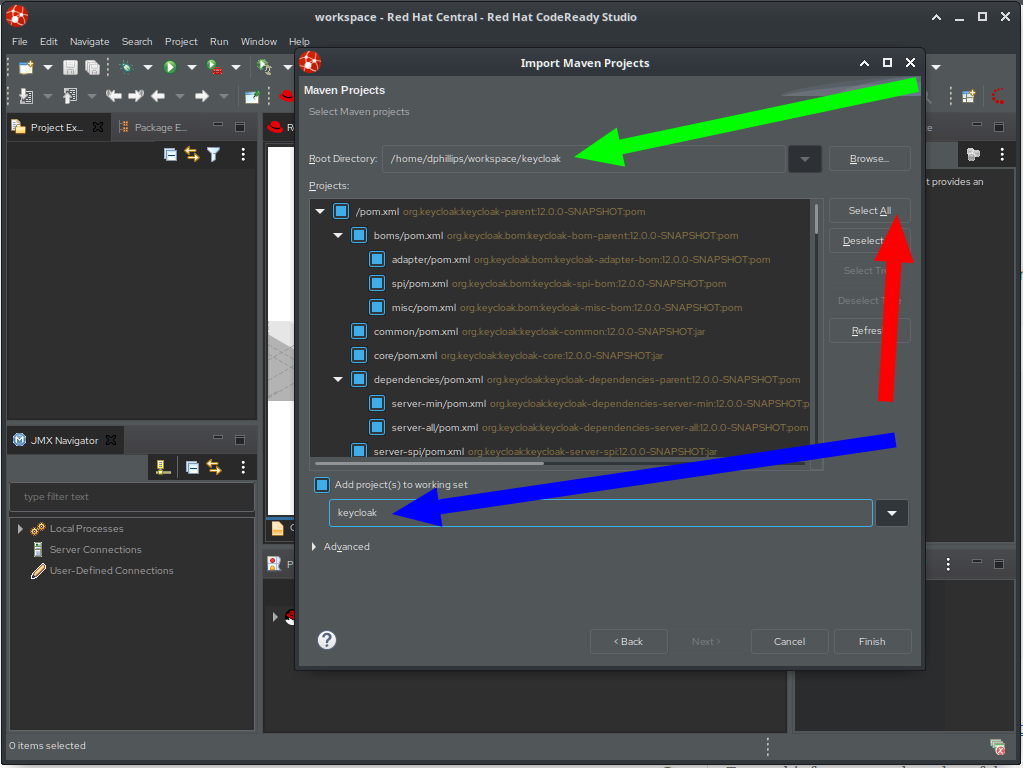 workspace - Red Hat Central - Red Hat CodeReady Studio
File Edit Navigate Search Project Run Window Help
Import Maven Projects
Maven Projects
Select Maven projects
Project Ex...
Package E...
Root Directory: /home/dphillips/workspace/keycloak Browse...
Projects:
t provides an
/pom.xml org.keycloak:keycloak-parent:12.0.0-SNAPSHOT:pom
Select All
boms/pom.xml org.keycloak.bom:keycloak-bom-parent:12.0.0-SNAPSHOT:pom
Deselect
adapter/pom.xml org.keycloak.bom:keycloak-adapter-bom:12.0.0-SNAPSHOT:pom
Select
spi/pom.xml org.keycloak.bom:keycloak-spi-bom:12.0.0-SNAPSHOT:pom
misc/pom.xml org.keycloak.bom:keycloak-misc-bom:12.0.0-SNAPSHOT:pom
Deselect
common/pom.xml org.keycloak:keycloak-common:12.0.0-SNAPSHOT:jar
Refres
core/pom.xml org.keycloak:keycloak-core:12.0.0-SNAPSHOT:jar
dependencies/pom.xml org.keycloak:keycloak-dependencies-parent:12.0.0-SNAPSHOT:pom
server-min/pom.xml org.keycloak:keycloak-dependencies-server-min:12.0.0-SNAPSHOT:p
server-all/pom.xml org.keycloak:keycloak-dependencies-server-all:12.0.0-SNAPSHOT:pom
server-spi/pom.xml org.keycloak:keycloak-server-spi:12.0.0-SNAPSHOT:jar
JMX Navigator
type filter text
Local Processes
Server Connections
User-Defined Connections
Add project(s) to working set
keycloak
Advanced
< Back Next > Cancel Finish
0 items selected